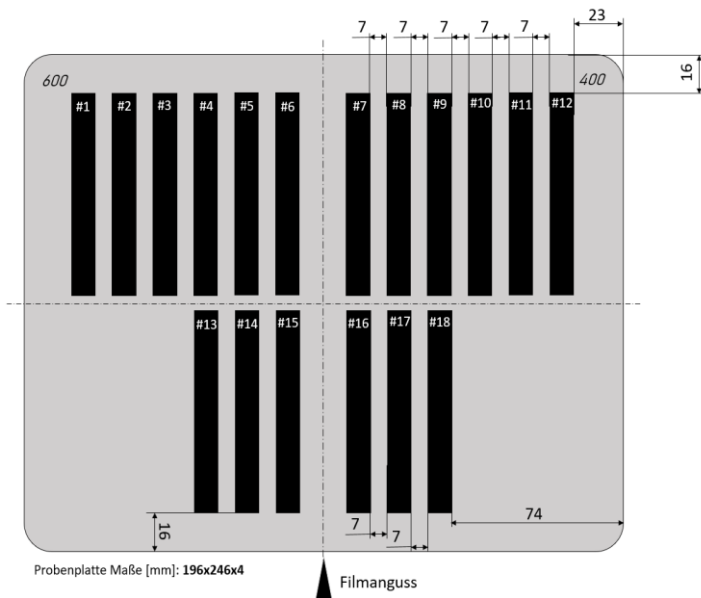 7 7 7 7 7 23
16
600 400
#1 #2 #3 #4 #5 #6 #7 #8 #9 #10 #11 #12
#13 #14 #15 #16 #17 #18
16 7 7 74
Probenplatte Maße [mm]: 196x246x4
Filmanguss